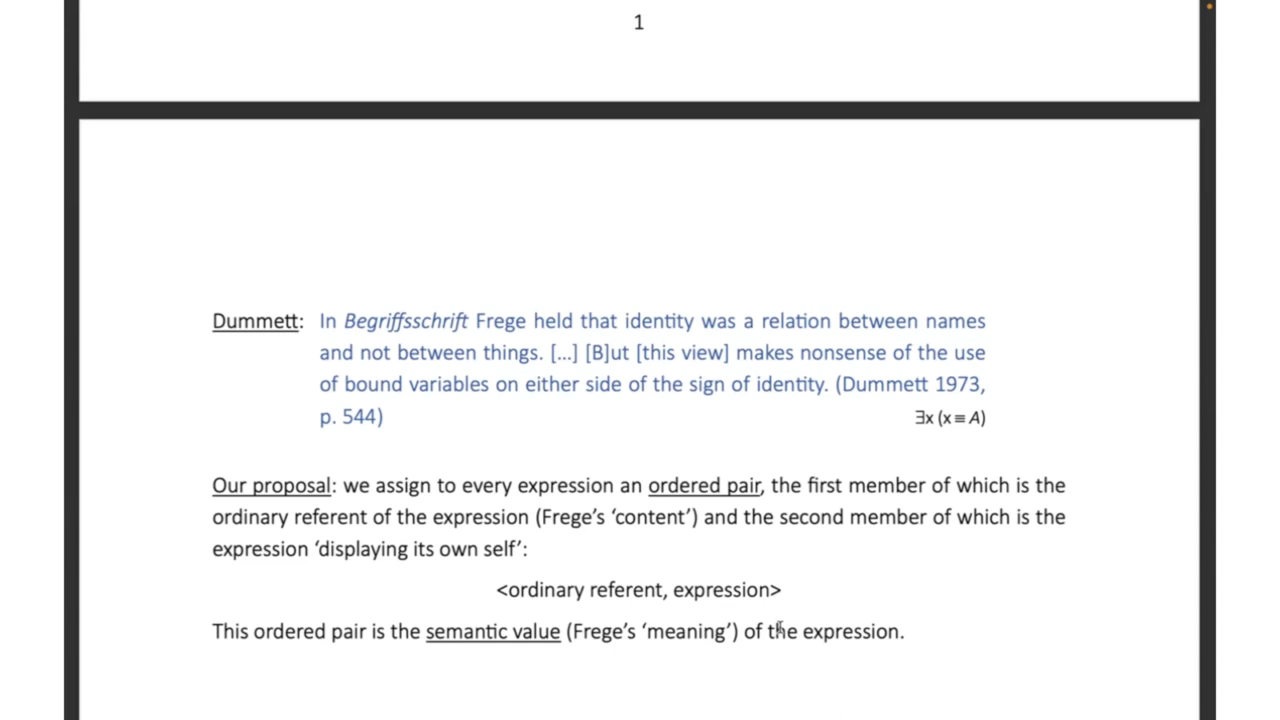 1
Dummett: In Begriffsschrift Frege held that identity was a relation between names
and not between things. […] [B]ut [this view] makes nonsense of the use
of bound variables on either side of the sign of identity. (Dummett 1973,
p. 544) ∃x (x ≡ A)
Our proposal: we assign to every expression an ordered pair, the first member of which is the
ordinary referent of the expression (Frege’s ‘content’) and the second member of which is the
expression ‘displaying its own self’:
<ordinary referent, expression>
This ordered pair is the semantic value (Frege’s ‘meaning’) of the expression.